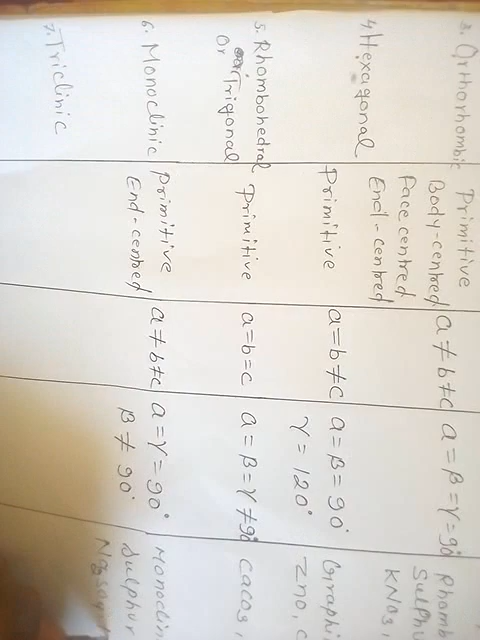 3. Orthorhombic Primitive a ≠ b ≠ c a = β = γ = 90° Rhomb
Body-centred Sulph
Face centred KNO3,
End-centred
4 Hexagonal Primitive a = b ≠ c a = β = 90° Graphi
γ = 120° ZnO, C
5. Rhombohedral Primitive a = b = c a = β = γ ≠ 90° CaCO3,
Or Trigonal
6. Monoclinic Primitive a ≠ b ≠ c a = γ = 90° Monoclin
End-centred β ≠ 90° Sulphur
7. Triclinic